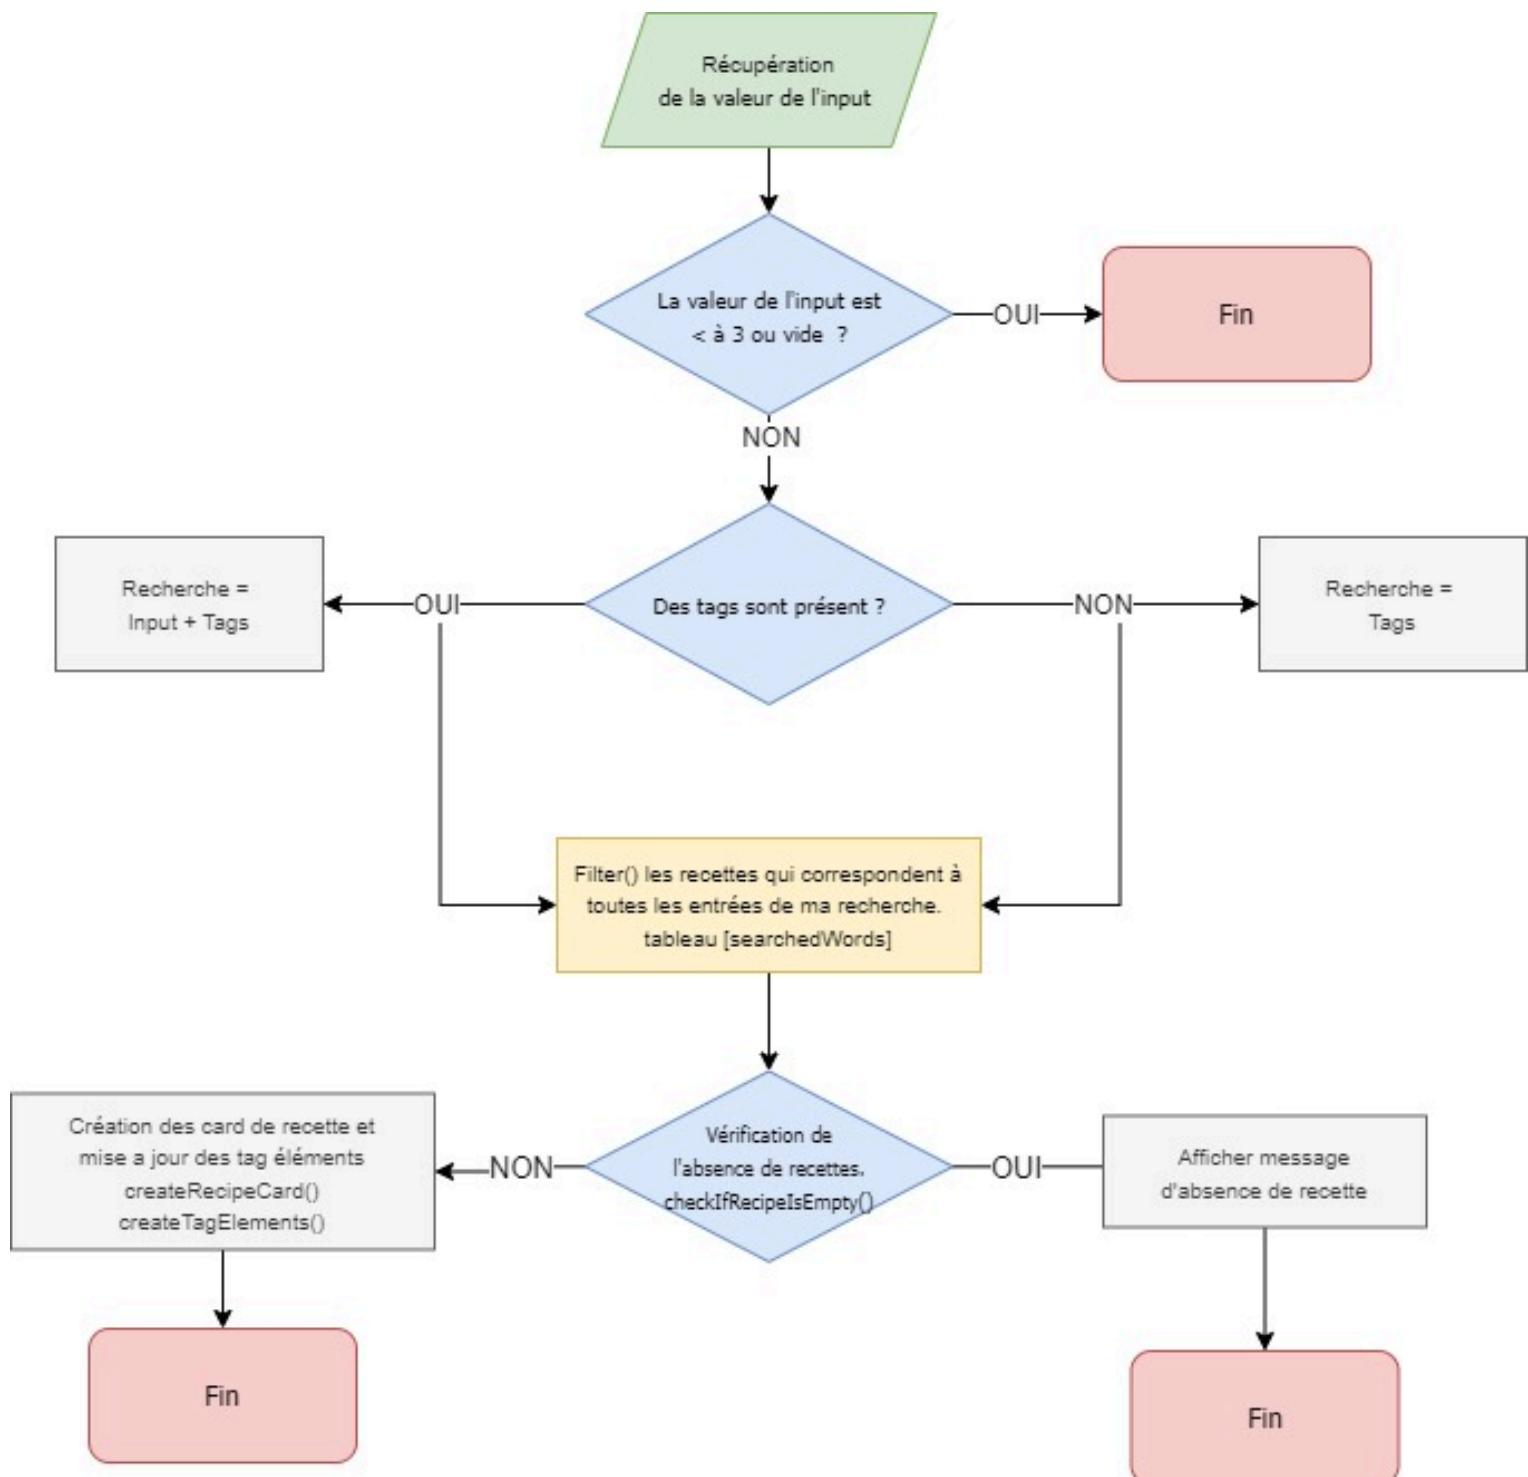 Récupération
de la valeur de l'input
La valeur de l'input est
< à 3 ou vide ?
OUI
Fin
NON
Recherche =
Input + Tags
OUI
Des tags sont présent ?
NON
Recherche =
Tags
Filter() les recettes qui correspondent à
toutes les entrées de ma recherche.
tableau [searchedWords]
Création des card de recette et
mise a jour des tag éléments
createRecipeCard()
createTagElements()
NON
Vérification de
l'absence de recettes.
checkIfRecipeIsEmpty()
OUI
Afficher message
d'absence de recette
Fin
Fin